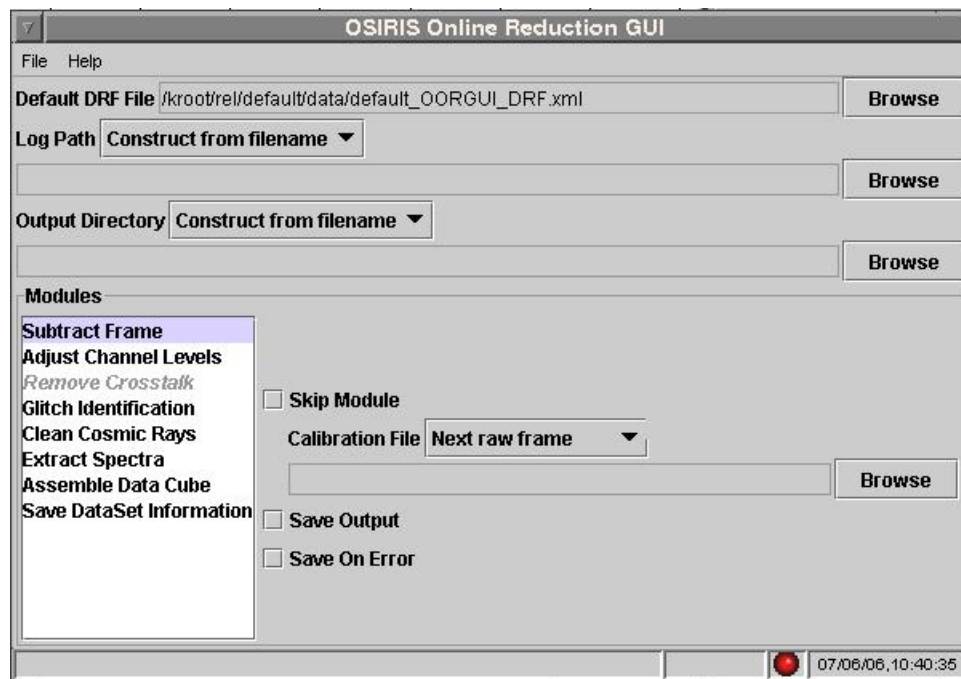 OSIRIS Online Reduction GUI
File Help
Default DRF File /kroot/rel/default/data/default_OORGUI_DRF.xml Browse
Log Path Construct from filename
Browse
Output Directory Construct from filename
Browse
Modules
Subtract Frame
Adjust Channel Levels
Remove Crosstalk
Glitch Identification
Clean Cosmic Rays
Extract Spectra
Assemble Data Cube
Save DataSet Information
Skip Module
Calibration File Next raw frame
Browse
Save Output
Save On Error
07/06/06,10:40:35